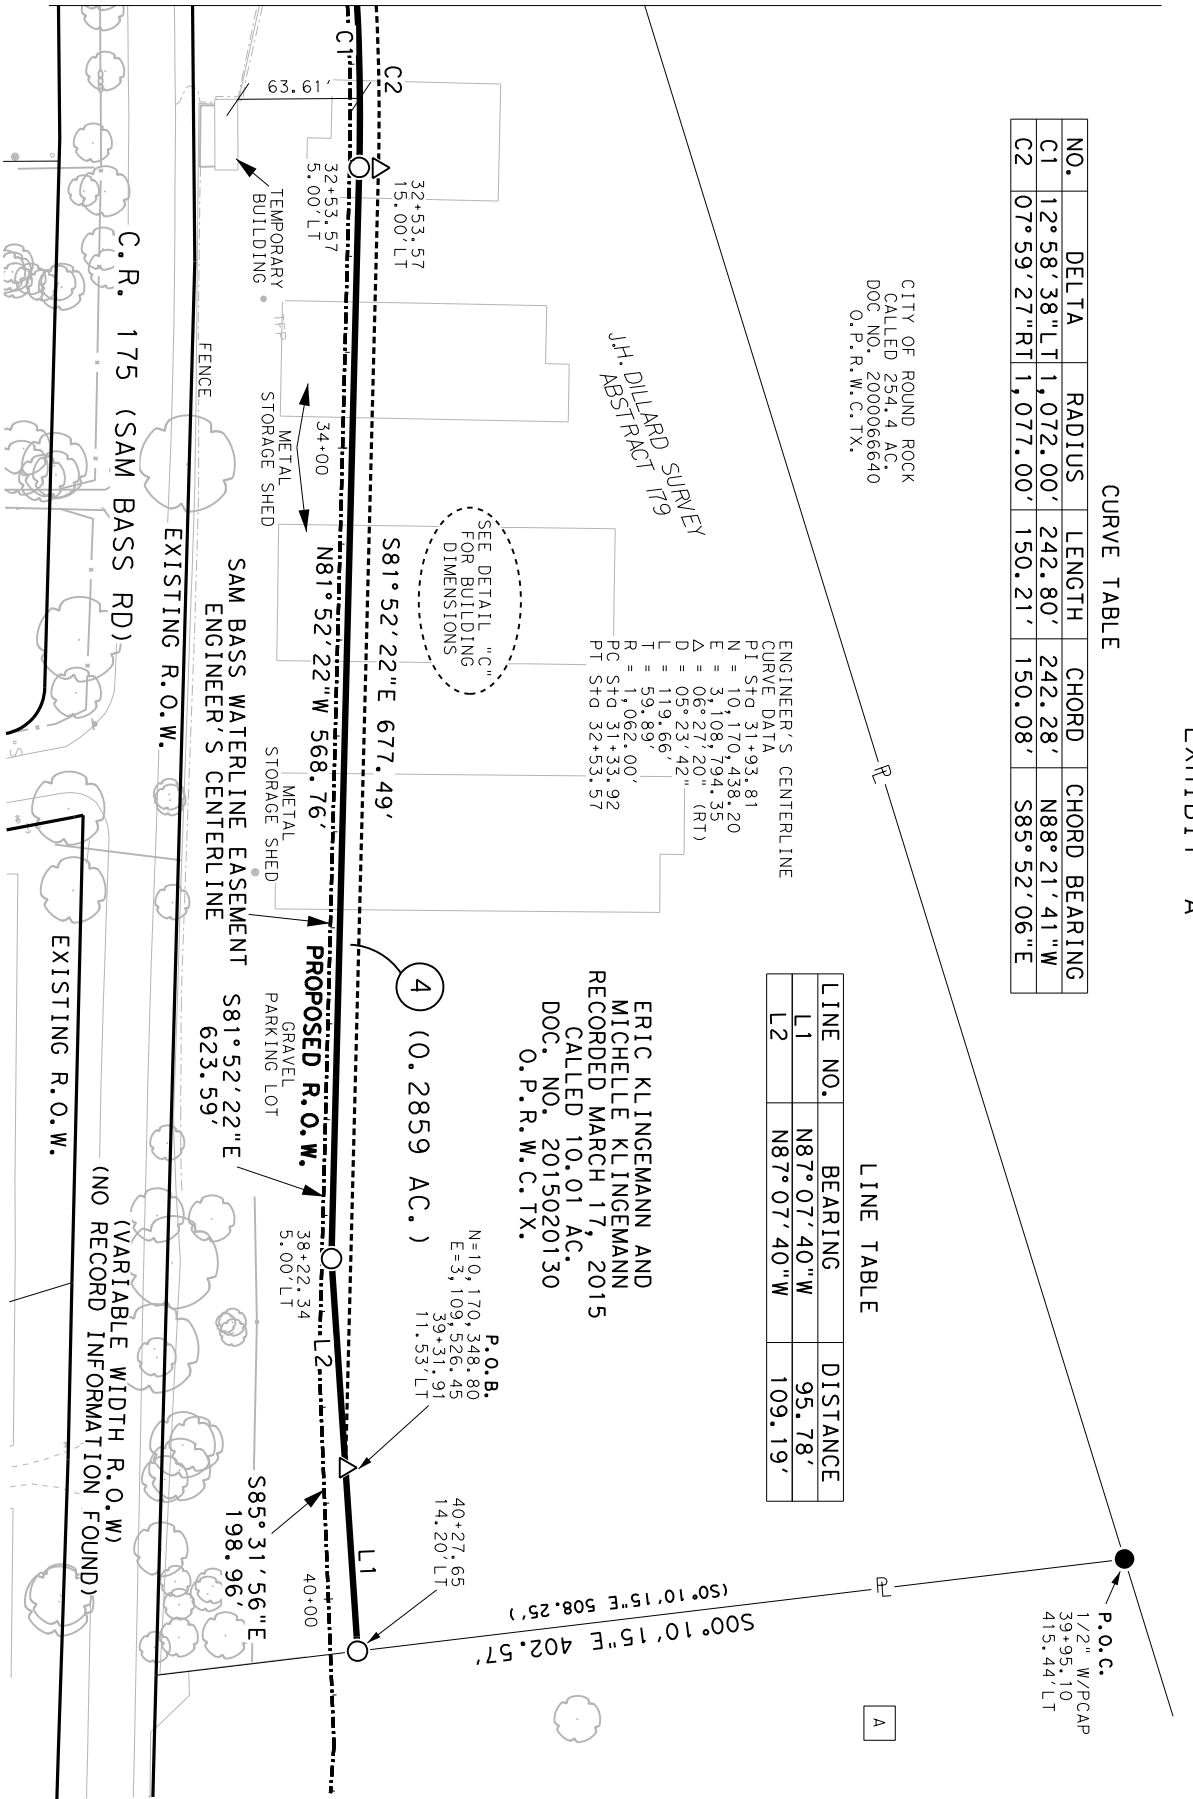 EXHIBIT A
CURVE TABLE
NO. DELTA RADIUS LENGTH CHORD CHORD BEARING
C1 12°58'38"LT 1,072.00' 242.80' 242.28' N88°21'41"W
C2 07°59'27"RT 1,077.00' 150.21' 150.08' S85°52'06"E
LINE TABLE
LINE NO. BEARING DISTANCE
L1 N87°07'40"W 95.78'
L2 N87°07'40"W 109.19'
P.O.C.
1/2" W/PCAP
39+95.10
415.44'LT
A
CITY OF ROUND ROCK
CALLED 254.4 AC.
DOC NO. 2000066640
O.P.R.W.C.TX.
J.H. DILLARD SURVEY
ABSTRACT 179
ENGINEER'S CENTERLINE
CURVE DATA
PI Sta 31+93.81
N = 10,170,438.20
E = 3,108,794.35
Δ = 06°27'20" (RT)
D = 05°23'42"
L = 119.66'
T = 59.89'
R = 1,062.00'
PC Sta 31+33.92
PT Sta 32+53.57
ERIC KLINGEMANN AND
MICHELLE KLINGEMANN
RECORDED MARCH 17, 2015
CALLED 10.01 AC.
DOC. NO. 2015020130
O.P.R.W.C.TX.
S00°10'15"E 402.57'
(S0°10'15"E 508.25')
SEE DETAIL "C"
FOR BUILDING
DIMENSIONS
P.O.B.
N=10,170,348.80
E=3,109,526.45
39+31.91
11.53'LT
40+27.65
14.20'LT
4
(0.2859 AC.)
C2
C1
32+53.57
15.00'LT
32+53.57
5.00'LT
S81°52'22"E 677.49'
N81°52'22"W 568.76'
34+00
63.61'
TEMPORARY
BUILDING
TFP
METAL
STORAGE SHED
METAL
STORAGE SHED
PROPOSED R.O.W.
GRAVEL
PARKING LOT
38+22.34
5.00'LT
L2
L1
40+00
SAM BASS WATERLINE EASEMENT
ENGINEER'S CENTERLINE
S81°52'22"E
623.59'
S85°31'56"E
198.96'
FENCE
EXISTING R.O.W.
C.R. 175 (SAM BASS RD)
(VARIABLE WIDTH R.O.W)
(NO RECORD INFORMATION FOUND)
EXISTING R.O.W.